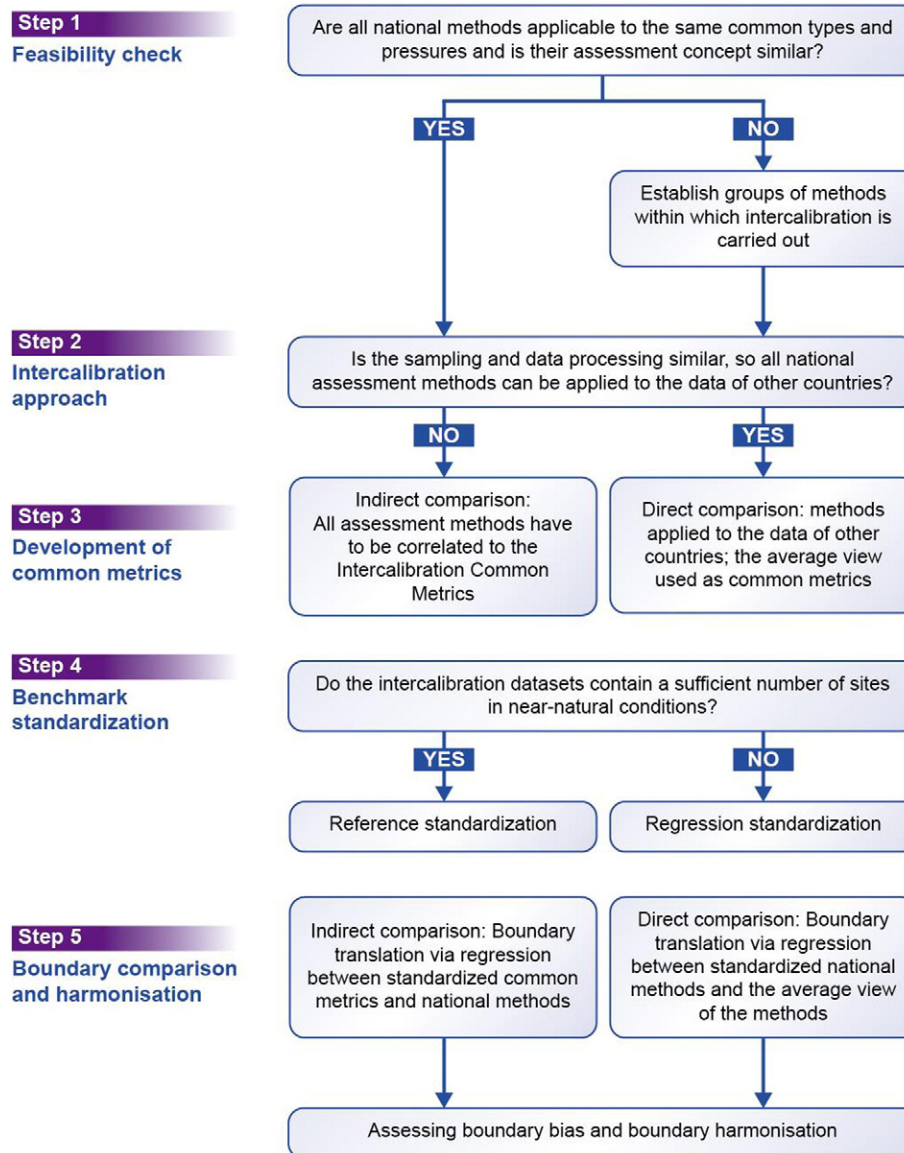 Step 1
Feasibility check
Are all national methods applicable to the same common types and
pressures and is their assessment concept similar?
YES
NO
Establish groups of methods
within which intercalibration is
carried out
Step 2
Intercalibration
approach
Is the sampling and data processing similar, so all national
assessment methods can be applied to the data of other countries?
NO
YES
Step 3
Development of
common metrics
Indirect comparison:
All assessment methods have
to be correlated to the
Intercalibration Common
Metrics
Direct comparison: methods
applied to the data of other
countries; the average view
used as common metrics
Step 4
Benchmark
standardization
Do the intercalibration datasets contain a sufficient number of sites
in near-natural conditions?
YES
NO
Reference standardization
Regression standardization
Step 5
Boundary comparison
and harmonisation
Indirect comparison: Boundary
translation via regression
between standardized common
metrics and national methods
Direct comparison: Boundary
translation via regression
between standardized national
methods and the average view
of the methods
Assessing boundary bias and boundary harmonisation